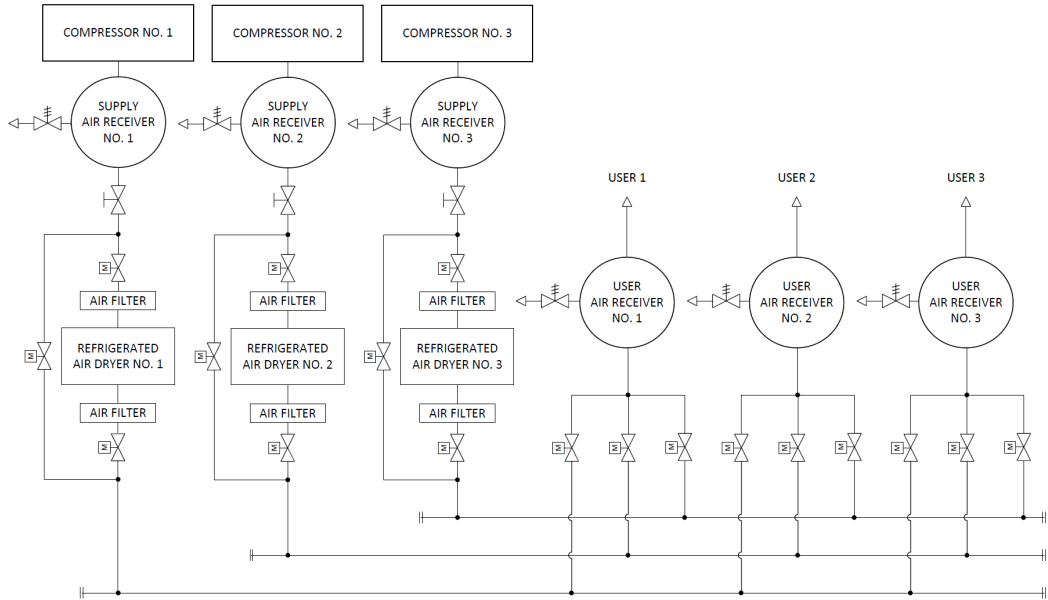 COMPRESSOR NO. 1
COMPRESSOR NO. 2
COMPRESSOR NO. 3
SUPPLY
AIR RECEIVER
NO. 1
SUPPLY
AIR RECEIVER
NO. 2
SUPPLY
AIR RECEIVER
NO. 3
USER 1
USER 2
USER 3
M
M
M
AIR FILTER
AIR FILTER
AIR FILTER
USER
AIR RECEIVER
NO. 1
USER
AIR RECEIVER
NO. 2
USER
AIR RECEIVER
NO. 3
M
REFRIGERATED
AIR DRYER NO. 1
M
REFRIGERATED
AIR DRYER NO. 2
M
REFRIGERATED
AIR DRYER NO. 3
AIR FILTER
AIR FILTER
AIR FILTER
M
M
M
M
M
M
M
M
M
M
M
M